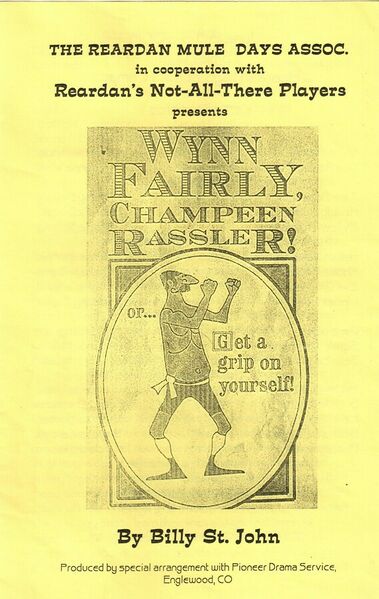 THE REARDAN MULE DAYS ASSOC.
in cooperation with
Reardan's Not-All-There Players
presents
WYNN
FAIRLY,
CHAMPEEN
RASSLER!
or...
Get a
grip on
yourself!
By Billy St. John
Produced by special arrangement with Pioneer Drama Service,
Englewood, CO